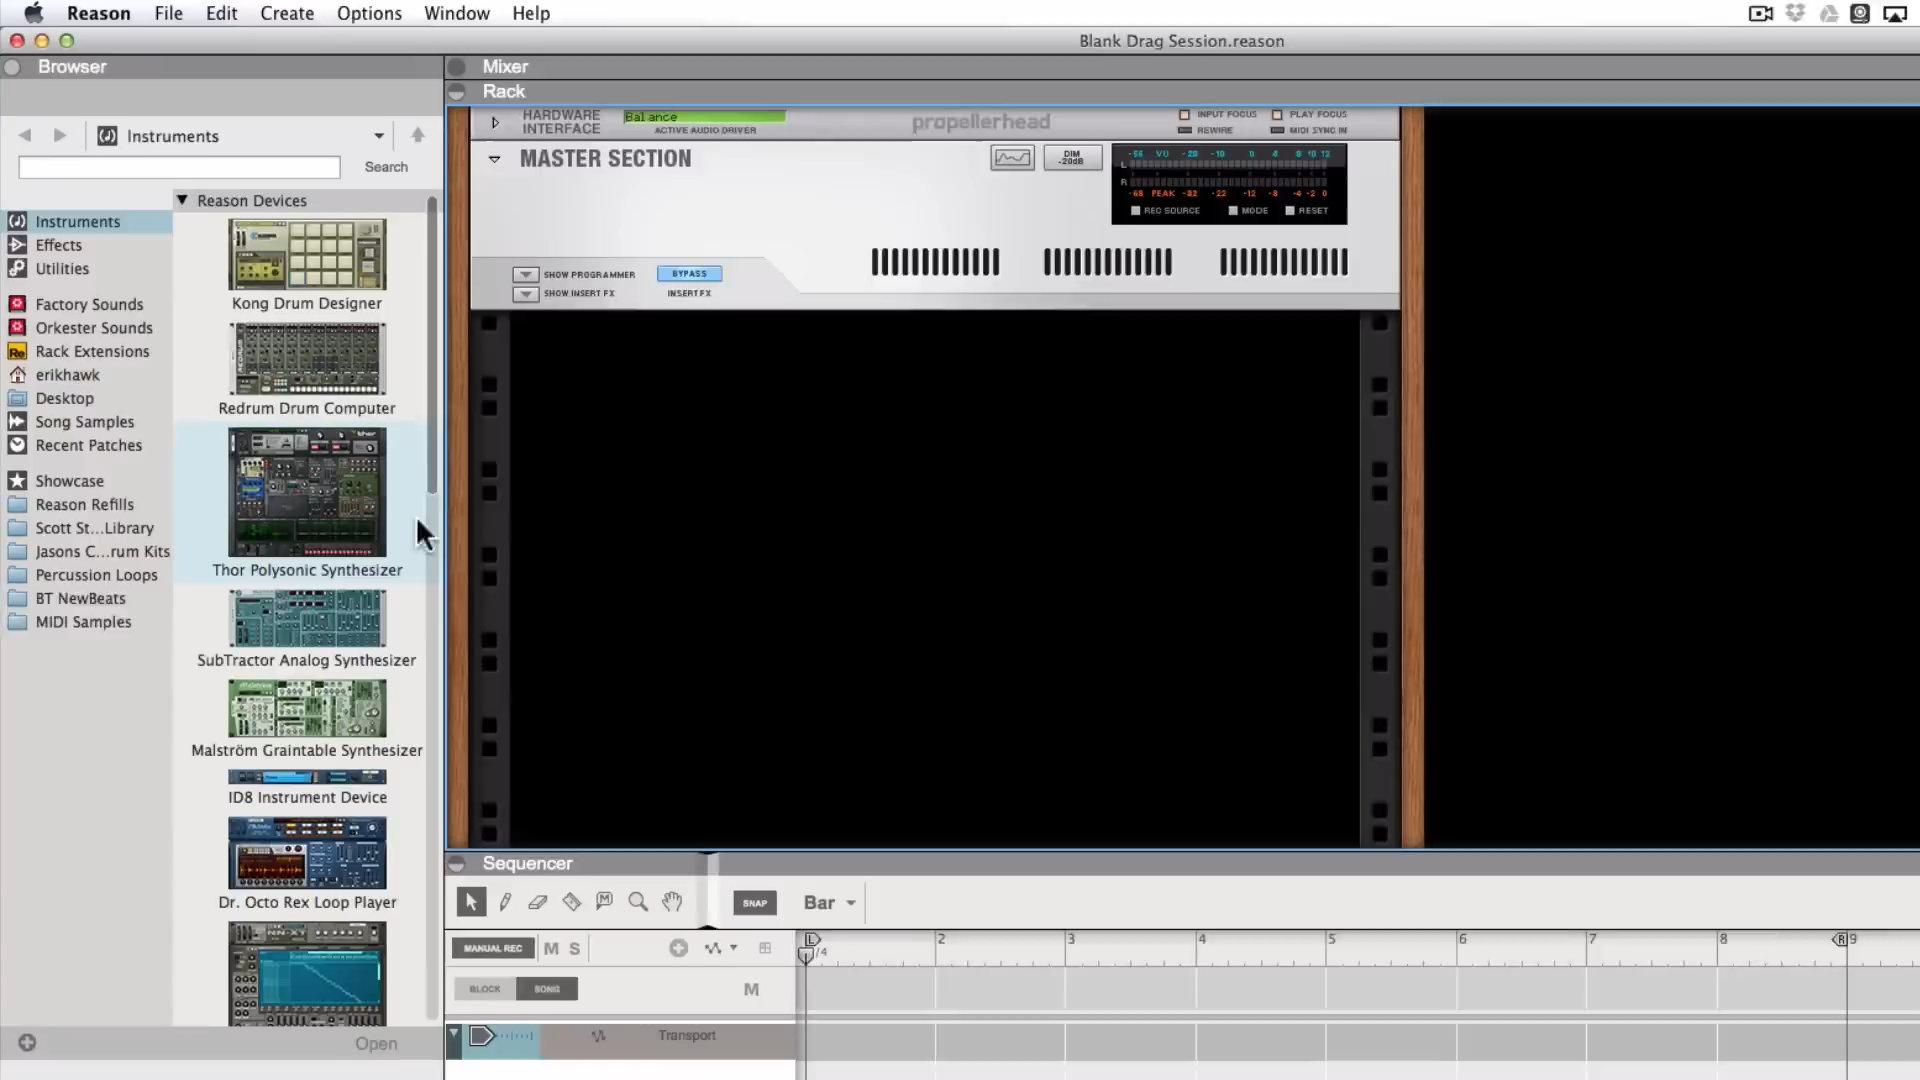 Reason File Edit Create Options Window Help
Blank Drag Session.reason
Browser
Mixer
Rack
Instruments
Search
Reason Devices
Instruments
Effects
Utilities
Factory Sounds
Orkester Sounds
Rack Extensions
erikhawk
Desktop
Song Samples
Recent Patches
Showcase
Reason Refills
Scott St...Library
Jasons C...rum Kits
Percussion Loops
BT NewBeats
MIDI Samples
Kong Drum Designer
Redrum Drum Computer
Thor Polysonic Synthesizer
SubTractor Analog Synthesizer
Malström Graintable Synthesizer
ID8 Instrument Device
Dr. Octo Rex Loop Player
NN-XT
Open
HARDWARE INTERFACE
Balance
ACTIVE AUDIO DRIVER
propellerhead
INPUT FOCUS PLAY FOCUS
REWIRE MIDI SYNC IN
MASTER SECTION
DIM -20dB
VU
L
R
PEAK
REC SOURCE MODE RESET
SHOW PROGRAMMER
BYPASS
SHOW INSERT FX
INSERT FX
Sequencer
SNAP Bar
MANUAL REC M S
L /4 2 3 4 5 6 7 8 R 9
BLOCK SONG M
Transport